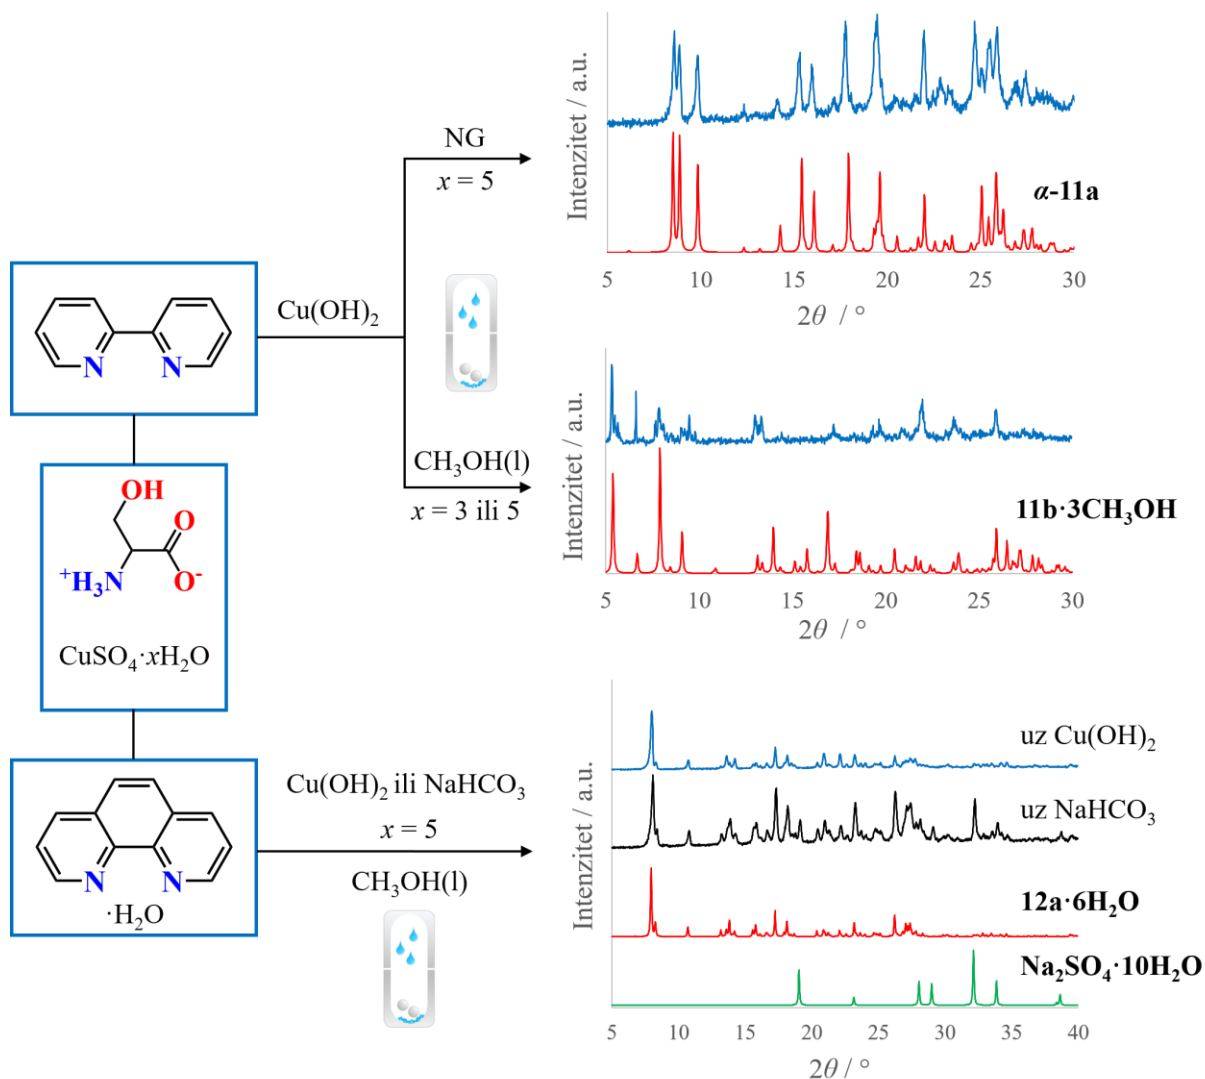 Intenzitet / a.u.
α-11a
5 10 15 20 25 30
2θ / °
NG
x = 5
Cu(OH)2
N N
CH3OH(l)
x = 3 ili 5
Intenzitet / a.u.
11b·3CH3OH
5 10 15 20 25 30
2θ / °
OH
O
+H3N O-
CuSO4·xH2O
N N
·H2O
Cu(OH)2 ili NaHCO3
x = 5
CH3OH(l)
Intenzitet / a.u.
uz Cu(OH)2
uz NaHCO3
12a·6H2O
Na2SO4·10H2O
5 10 15 20 25 30 35 40
2θ / °